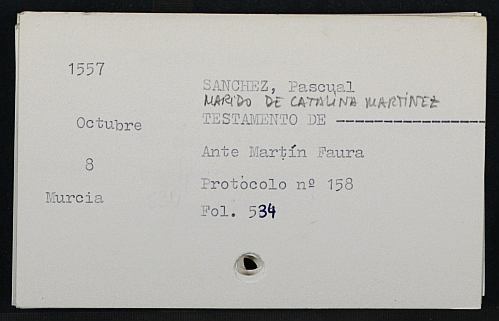 1557
SANCHEZ, Pascual
MARIDO DE CATALINA MARTÍNEZ
Octubre
TESTAMENTO DE -------------------
8
Ante Martín Faura
Murcia
Protocolo nº 158
Fol. 534